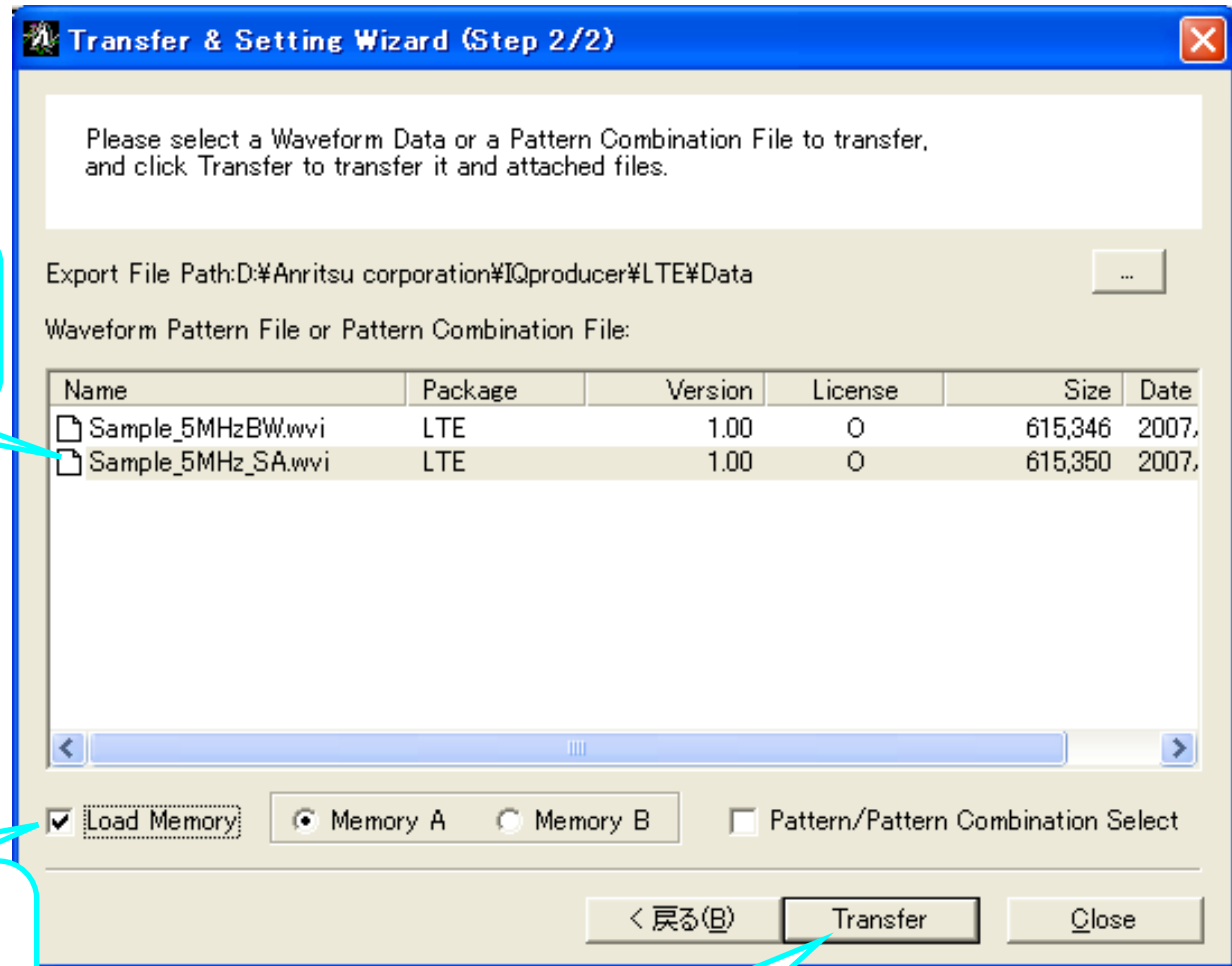 Transfer & Setting Wizard (Step 2/2)
Please select a Waveform Data or a Pattern Combination File to transfer,
and click Transfer to transfer it and attached files.
Export File Path:D:¥Anritsu corporation¥IQproducer¥LTE¥Data
...
Waveform Pattern File or Pattern Combination File:
Name Package Version License Size Date
Sample_5MHzBW.wvi LTE 1.00 O 615,346 2007
Sample_5MHz_SA.wvi LTE 1.00 O 615,350 2007
Load Memory Memory A Memory B Pattern/Pattern Combination Select
< 戻る(B) Transfer Close